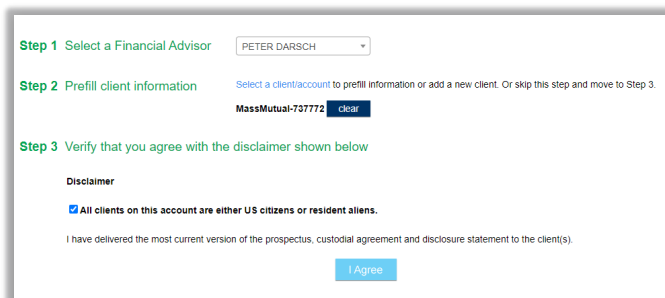 Step 1 Select a Financial Advisor PETER DARSCH
Step 2 Prefill client information Select a client/account to prefill information or add a new client. Or skip this step and move to Step 3.
MassMutual-737772 clear
Step 3 Verify that you agree with the disclaimer shown below
Disclaimer
All clients on this account are either US citizens or resident aliens.
I have delivered the most current version of the prospectus, custodial agreement and disclosure statement to the client(s).
I Agree